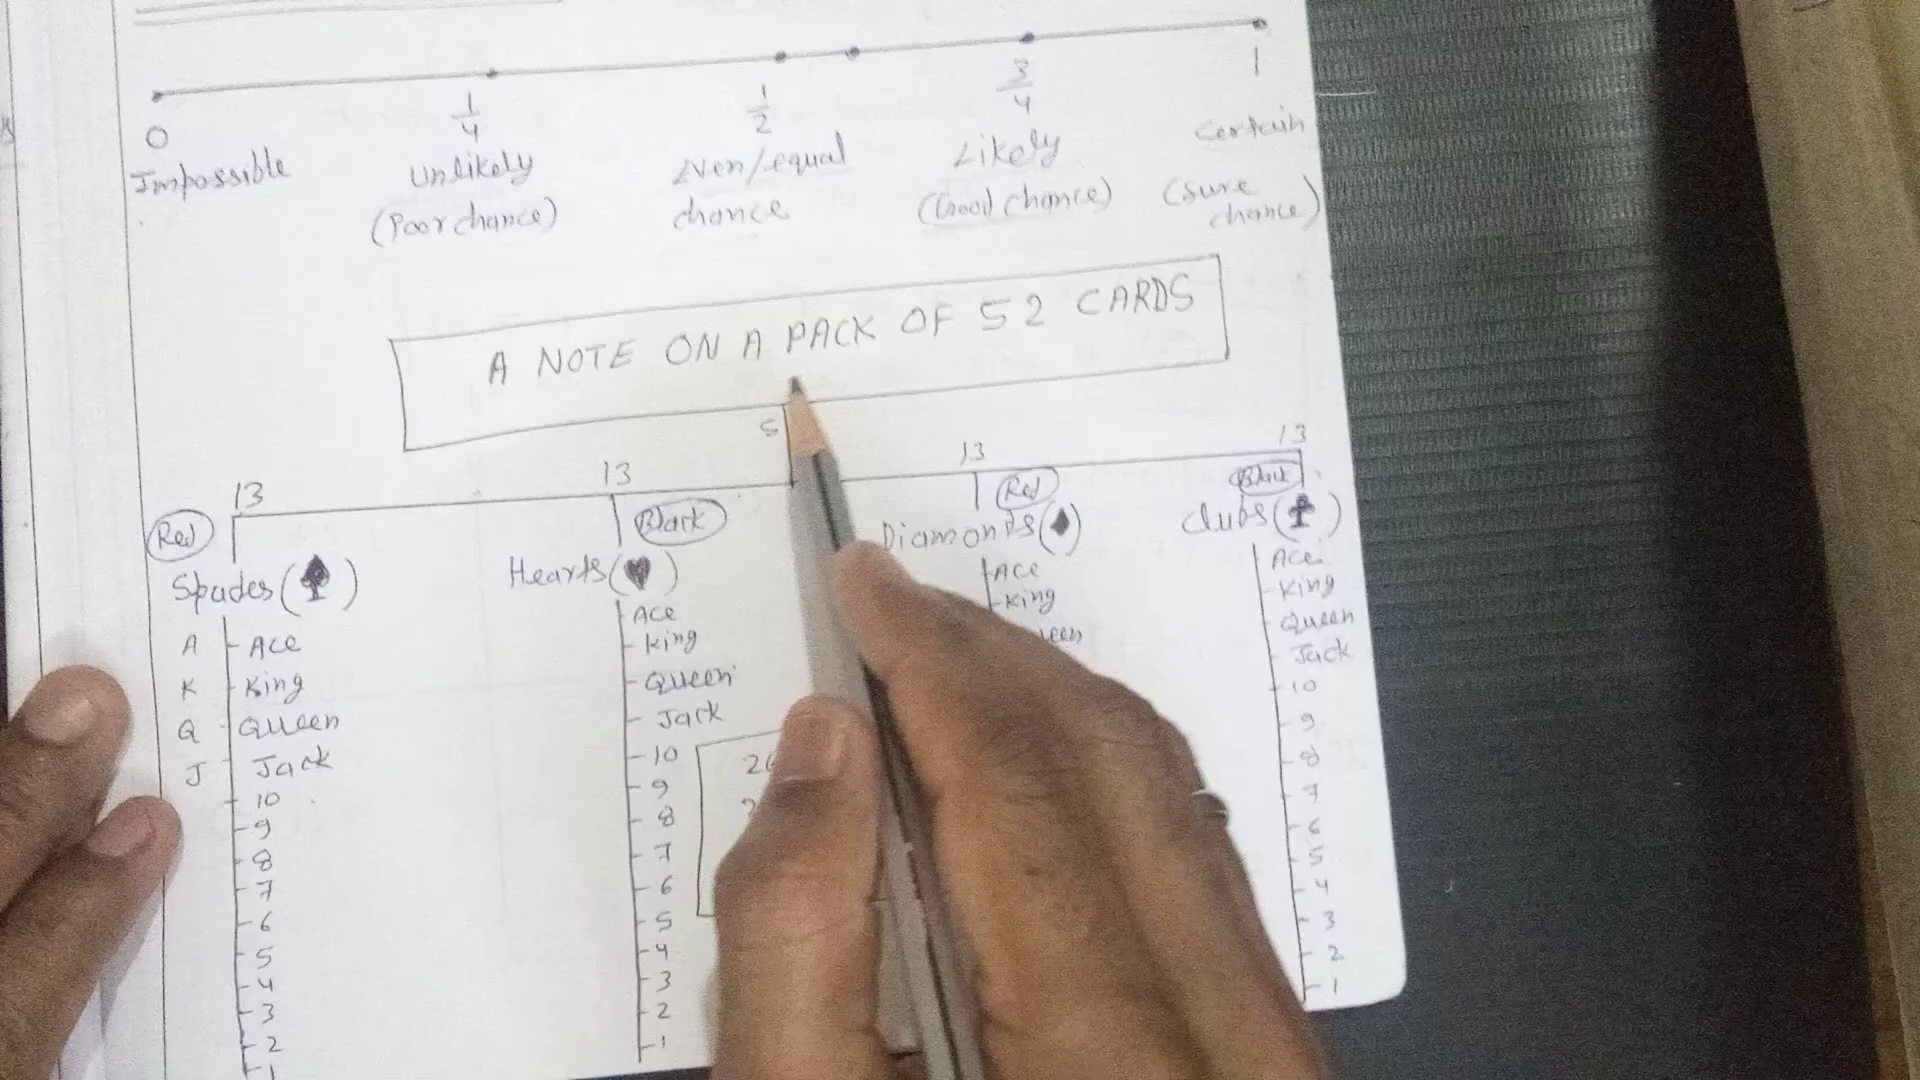 0
1/4
1/2
3/4
1
Impossible
Unlikely
(Poor chance)
/equal
chance
Likely
(Good chance)
Certain
(Sure
chance)
A NOTE ON A PACK OF 52 CARDS
5
13
13
13
13
Red
Black
Red
Black
Spades (♠)
A Ace
K King
Q Queen
J Jack
10
9
8
7
6
5
4
3
2
1
Hearts (♥)
Ace
King
Queen
Jack
10
9
8
7
6
5
4
3
2
1
Diamonds (♦)
Ace
King
Clubs (♣)
Ace
King
Queen
Jack
10
9
8
7
6
5
4
3
2
1